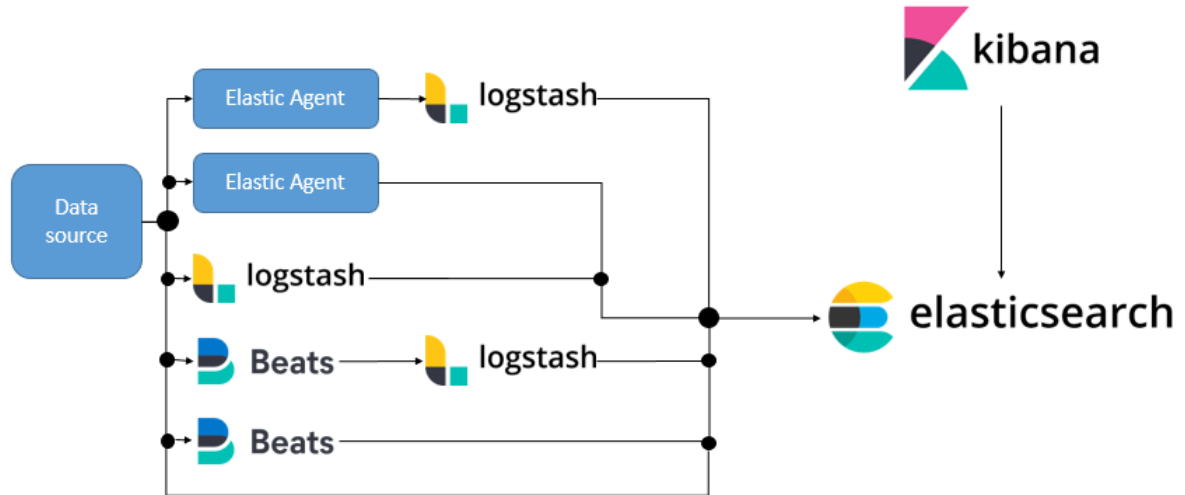 kibana
Elastic Agent
logstash
Elastic Agent
Data
source
logstash
elasticsearch
Beats
logstash
Beats